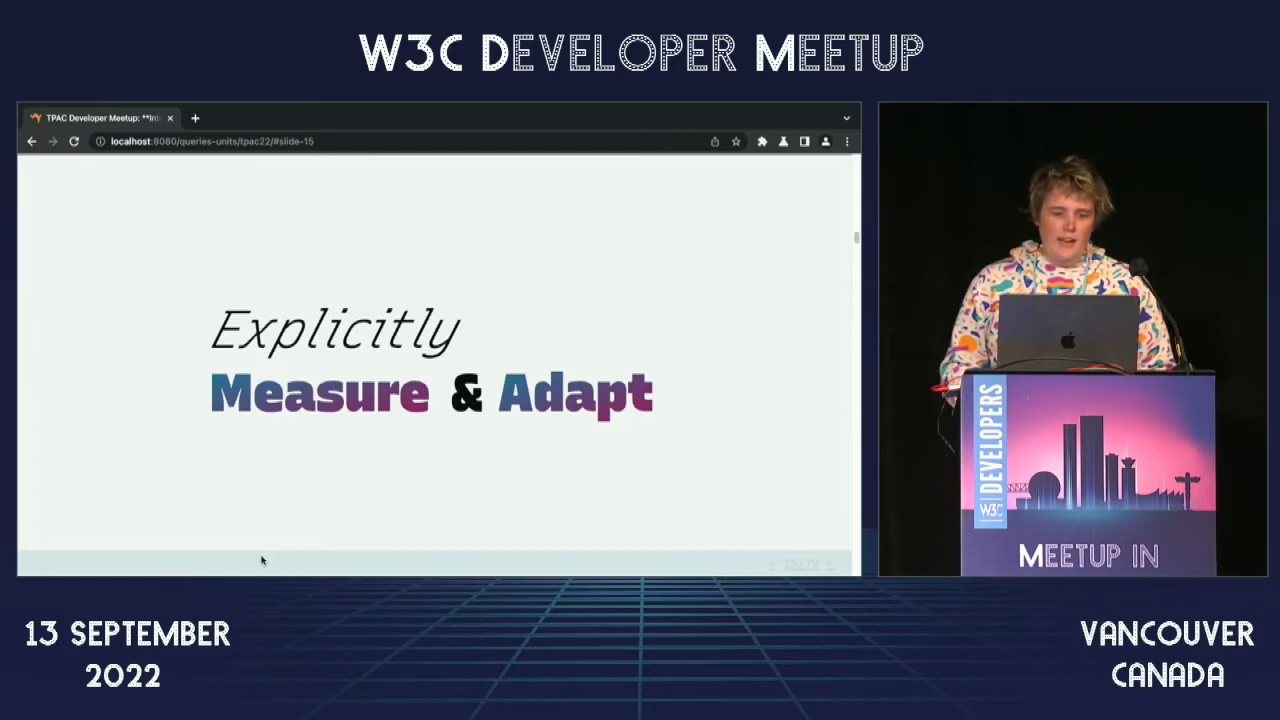 W3C DEVELOPER MEETUP
TPAC Developer Meetup: **Int
localhost:8080/queries-units/tpac22/#slide-15
Explicitly
Measure & Adapt
DEVELOPERS
W3C
MEETUP IN
13 SEPTEMBER
2022
VANCOUVER
CANADA